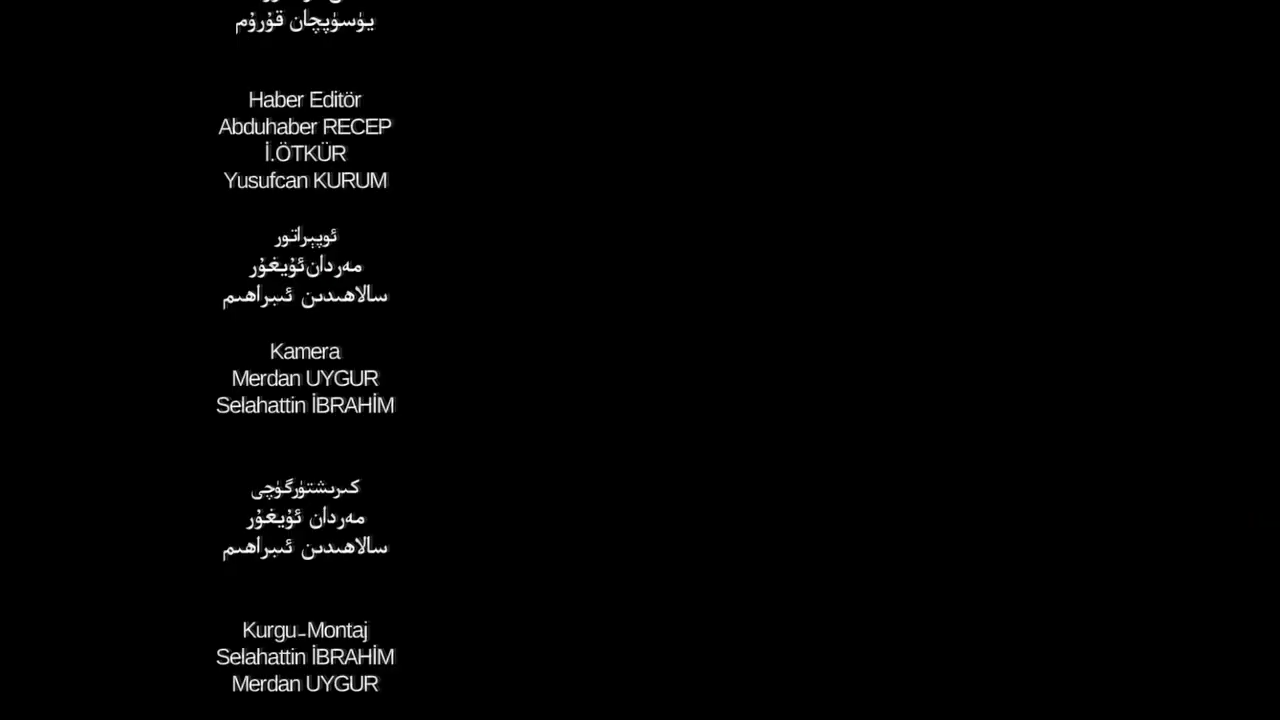 يۈسۈپچان قۇرۇم
Haber Editör
Abduhaber RECEP
İ.ÖTKÜR
Yusufcan KURUM
ئوپېراتور
مەردان ئۇيغۇر
سالاھىدىن ئىبراھىم
Kamera
Merdan UYGUR
Selahattin İBRAHİM
كىرىشتۈرگۈچى
مەردان ئۇيغۇر
سالاھىدىن ئىبراھىم
Kurgu-Montaj
Selahattin İBRAHİM
Merdan UYGUR